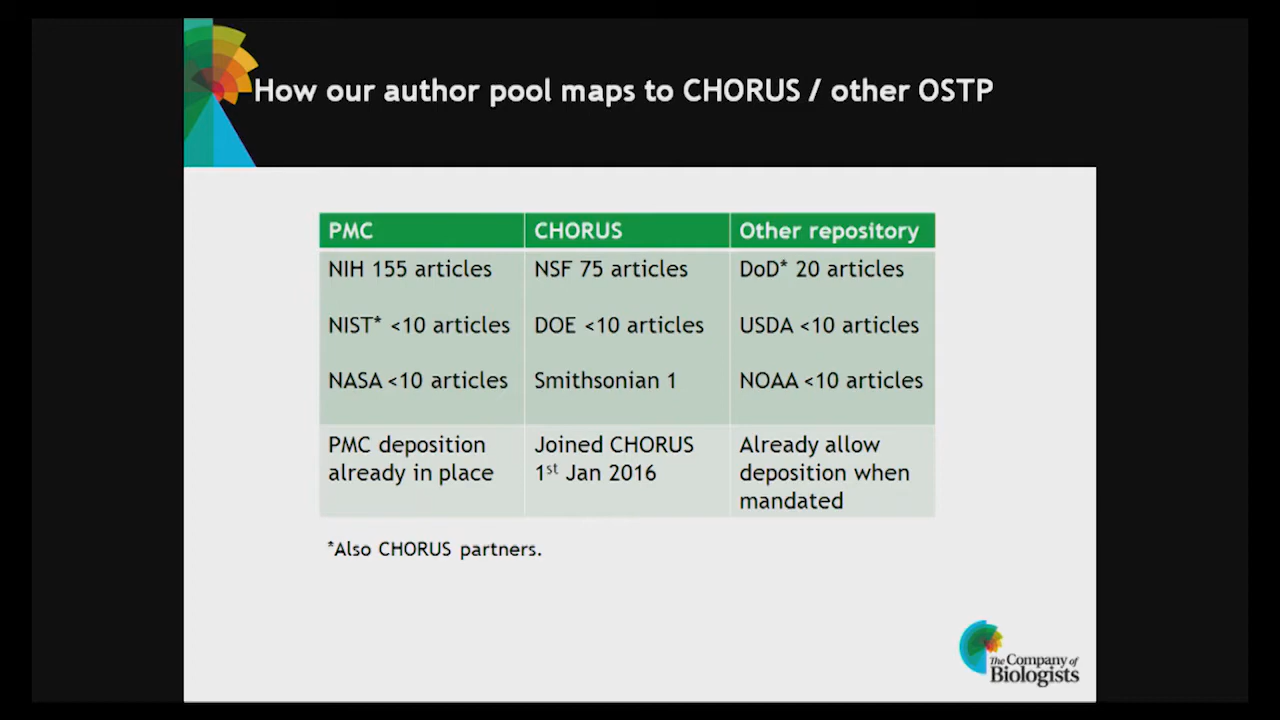 How our author pool maps to CHORUS / other OSTP
PMC
CHORUS
Other repository
NIH 155 articles
NSF 75 articles
DoD* 20 articles
NIST* <10 articles
DOE <10 articles
USDA <10 articles
NASA <10 articles
Smithsonian 1
NOAA <10 articles
PMC deposition
already in place
Joined CHORUS
1st Jan 2016
Already allow
deposition when
mandated
*Also CHORUS partners.
The Company of
Biologists